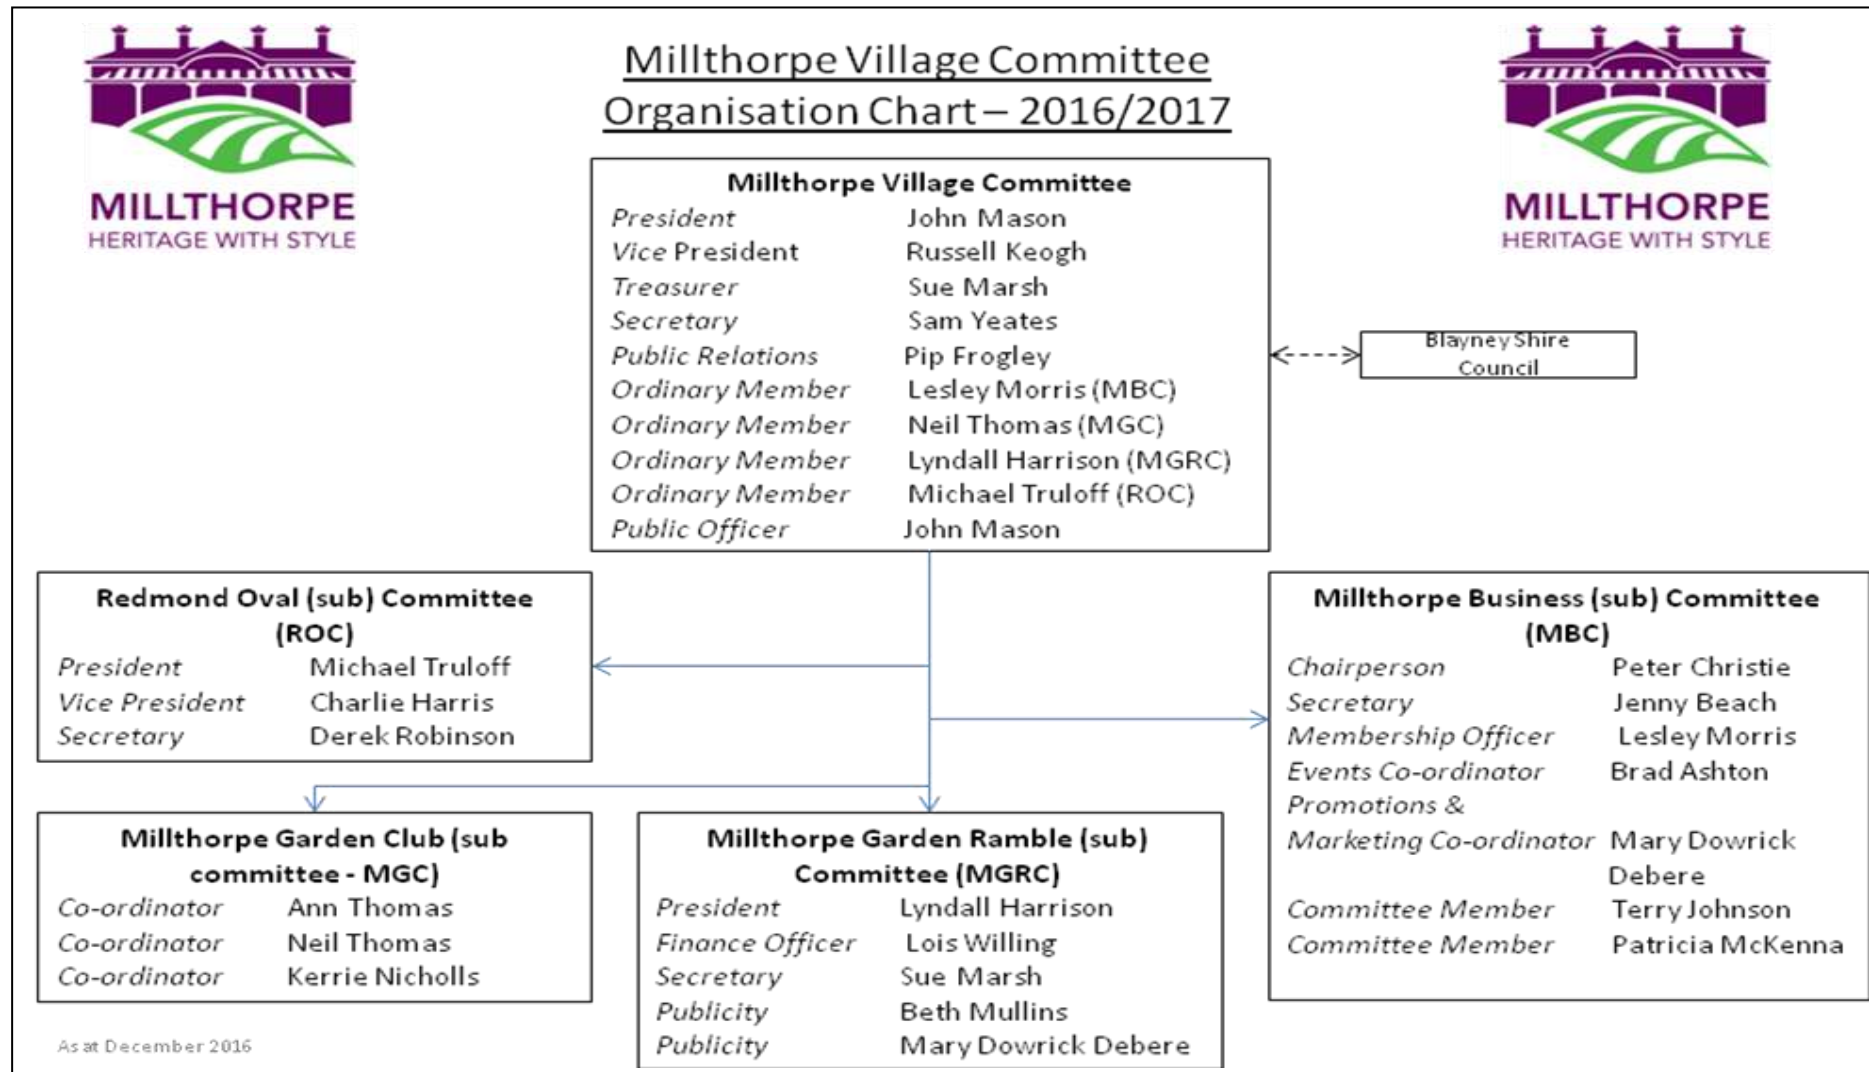 MILLTHORPE
HERITAGE WITH STYLE
Millthorpe Village Committee
Organisation Chart – 2016/2017
MILLTHORPE
HERITAGE WITH STYLE
Millthorpe Village Committee
President John Mason
Vice President Russell Keogh
Treasurer Sue Marsh
Secretary Sam Yeates
Public Relations Pip Frogley
Ordinary Member Lesley Morris (MBC)
Ordinary Member Neil Thomas (MGC)
Ordinary Member Lyndall Harrison (MGRC)
Ordinary Member Michael Truloff (ROC)
Public Officer John Mason
Blayney Shire
Council
Redmond Oval (sub) Committee
(ROC)
President Michael Truloff
Vice President Charlie Harris
Secretary Derek Robinson
Millthorpe Business (sub) Committee
(MBC)
Chairperson Peter Christie
Secretary Jenny Beach
Membership Officer Lesley Morris
Events Co-ordinator Brad Ashton
Promotions &
Marketing Co-ordinator Mary Dowrick
Debere
Committee Member Terry Johnson
Committee Member Patricia McKenna
Millthorpe Garden Club (sub
committee - MGC)
Co-ordinator Ann Thomas
Co-ordinator Neil Thomas
Co-ordinator Kerrie Nicholls
Millthorpe Garden Ramble (sub)
Committee (MGRC)
President Lyndall Harrison
Finance Officer Lois Willing
Secretary Sue Marsh
Publicity Beth Mullins
Publicity Mary Dowrick Debere
As at December 2016